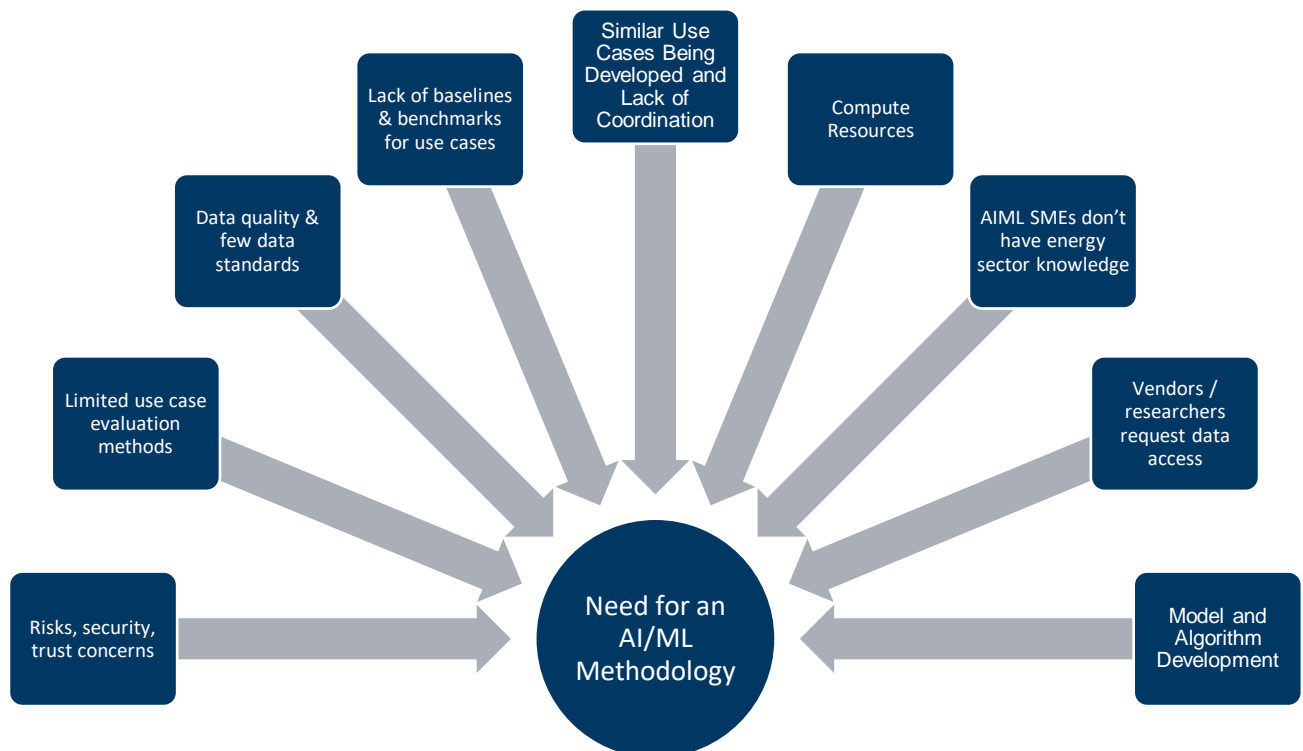 Similar Use
Cases Being
Developed and
Lack of
Coordination
Lack of baselines
& benchmarks
for use cases
Compute
Resources
Data quality &
few data
standards
AIML SMEs don’t
have energy
sector knowledge
Limited use case
evaluation
methods
Vendors /
researchers
request data
access
Risks, security,
trust concerns
Need for an
AI/ML
Methodology
Model and
Algorithm
Development